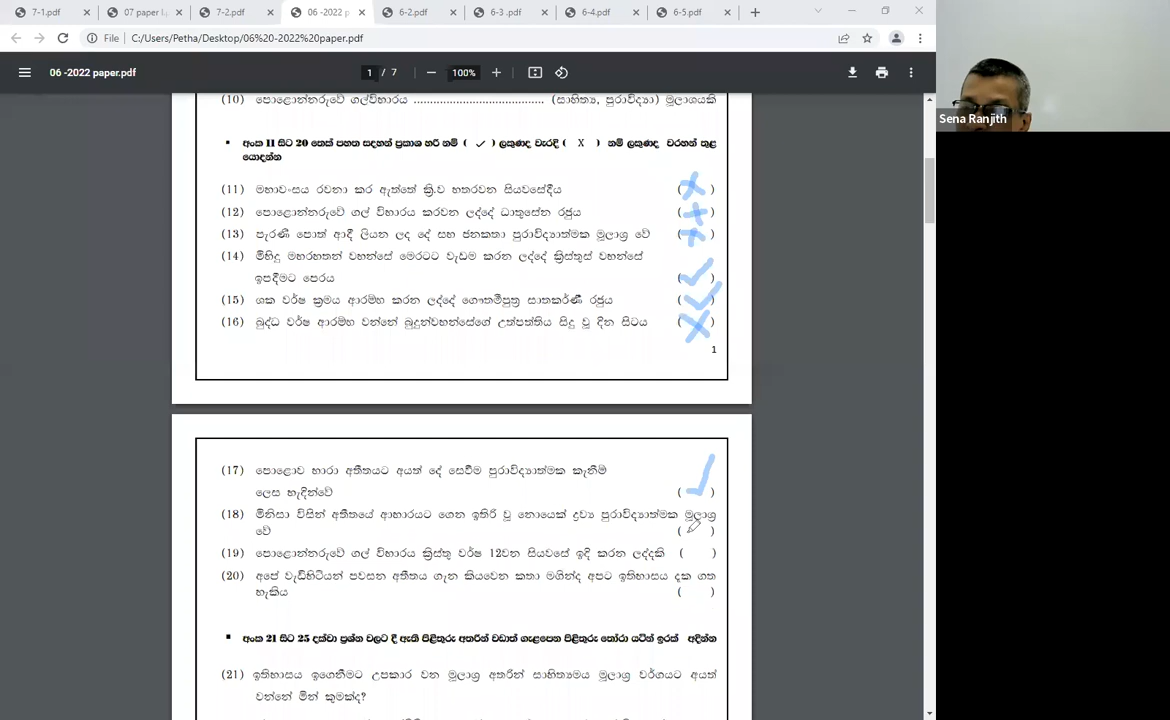 7-1.pdf
07 paper l
7-2.pdf
06 -2022 p
6-2.pdf
6-3 .pdf
6-4.pdf
6-5.pdf
File C:/Users/Petha/Desktop/06%20-2022%20paper.pdf
06 -2022 paper.pdf
1 / 7
100%
Sena Ranjith
(10) පොළොන්නරුවේ ගල්විහාරය ...................................... (සාහිත්‍ය, පුරාවිද්‍යා) මූලාශයකි
▪ අංක 11 සිට 20 තෙක් පහත සදහන් ප්‍රකාශ හරි නම් ( ✓ ) ලකුණද වැරදි ( X ) නම් ලකුණද වරහන් තුළ
යොදන්න
(11) මහාවංසය රචනා කර ඇත්තේ ක්‍රි.ව හතරවන සියවසේදීය ( X )
(12) පොළොන්නරුවේ ගල් විහාරය කරවන ලද්දේ ධාතුසේන රජුය ( X )
(13) පැරණි පොත් ආදී ලියන ලද දේ සහ ජනකතා පුරාවිද්‍යාත්මක මූලාශ්‍ර වේ ( X )
(14) මිහිදු මහරහතන් වහන්සේ මෙරටට වැඩම කරන ලද්දේ ක්‍රිස්තුස් වහන්සේ
ඉපදීමට පෙරය ( ✓ )
(15) ශක වර්ෂ ක්‍රමය ආරම්භ කරන ලද්දේ ගෞතමීපුත්‍ර සාතකර්ණී රජුය ( ✓ )
(16) බුද්ධ වර්ෂ ආරම්භ වන්නේ බුදුන්වහන්සේගේ උත්පත්තිය සිදු වූ දින සිටය ( X )
1
(17) පොළොව හාරා අතීතයට අයත් දේ සෙවීම පුරාවිද්‍යාත්මක කැනීම්
ලෙස හැදින්වේ ( ✓ )
(18) මිනිසා විසින් අතීතයේ ආහාරයට ගෙන ඉතිරි වූ නොයෙක් ද්‍රව්‍ය පුරාවිද්‍යාත්මක මූලාශ්‍ර
වේ ( )
(19) පොළොන්නරුවේ ගල් විහාරය ක්‍රිස්තු වර්ෂ 12වන සියවසේ ඉදි කරන ලද්දකි ( )
(20) අපේ වැඩිහිටියන් පවසන අතීතය ගැන කියවෙන කතා මගින්ද අපට ඉතිහාසය දැක ගත
හැකිය ( )
▪ අංක 21 සිට 25 දක්වා ප්‍රශ්න වලට දී ඇති පිළිතුරු අතරින් වඩාත් ගැළපෙන පිළිතුරු තෝරා යටින් ඉරක් අදින්න
(21) ඉතිහාසය ඉගෙනීමට උපකාර වන මූලාශ්‍ර අතරින් සාහිත්‍යමය මූලාශ්‍ර වර්ගයට අයත්
වන්නේ මින් කුමක්ද?